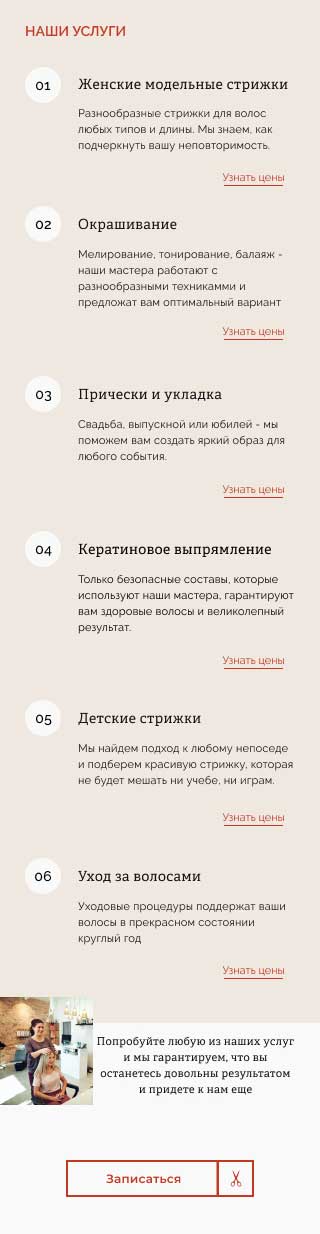 НАШИ УСЛУГИ
01
Женские модельные стрижки
Разнообразные стрижки для волос
любых типов и длины. Мы знаем, как
подчеркнуть вашу неповторимость.
Узнать цены
02
Окрашивание
Мелирование, тонирование, балаяж -
наши мастера работают с
разнообразными техникамми и
предложат вам оптимальный вариант
Узнать цены
03
Прически и укладка
Свадьба, выпускной или юбилей - мы
поможем вам создать яркий образ для
любого события.
Узнать цены
04
Кератиновое выпрямление
Только безопасные составы, которые
используют наши мастера, гарантируют
вам здоровые волосы и великолепный
результат.
Узнать цены
05
Детские стрижки
Мы найдем подход к любому непоседе
и подберем красивую стрижку, которая
не будет мешать ни учебе, ни играм.
Узнать цены
06
Уход за волосами
Уходовые процедуры поддержат ваши
волосы в прекрасном состоянии
круглый год
Узнать цены
Попробуйте любую из наших услуг
и мы гарантируем, что вы
останетесь довольны результатом
и придете к нам еще
Записаться